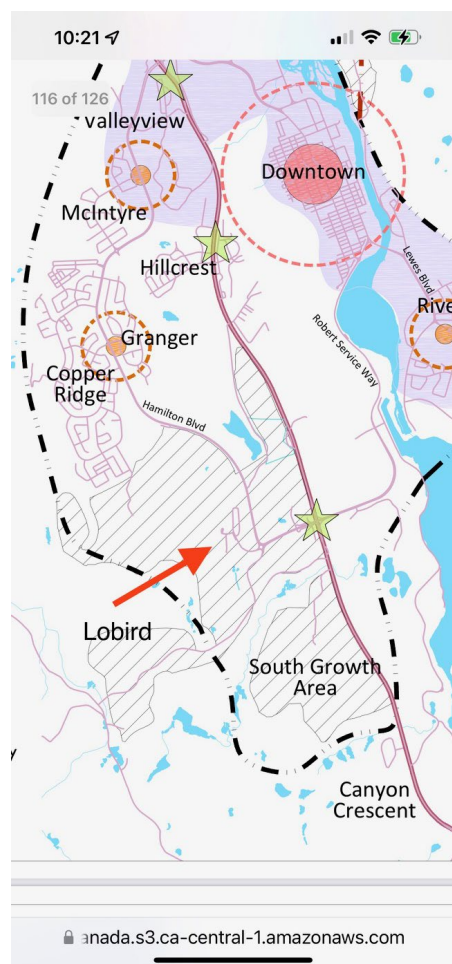 10:21
116 of 126
valleyview
Downtown
McIntyre
Lewes Blvd
Hillcrest
Rive
Granger
Robert Service Way
Copper
Ridge
Hamilton Blvd
Lobird
South Growth
Area
y
Canyon
Crescent
anada.s3.ca-central-1.amazonaws.com